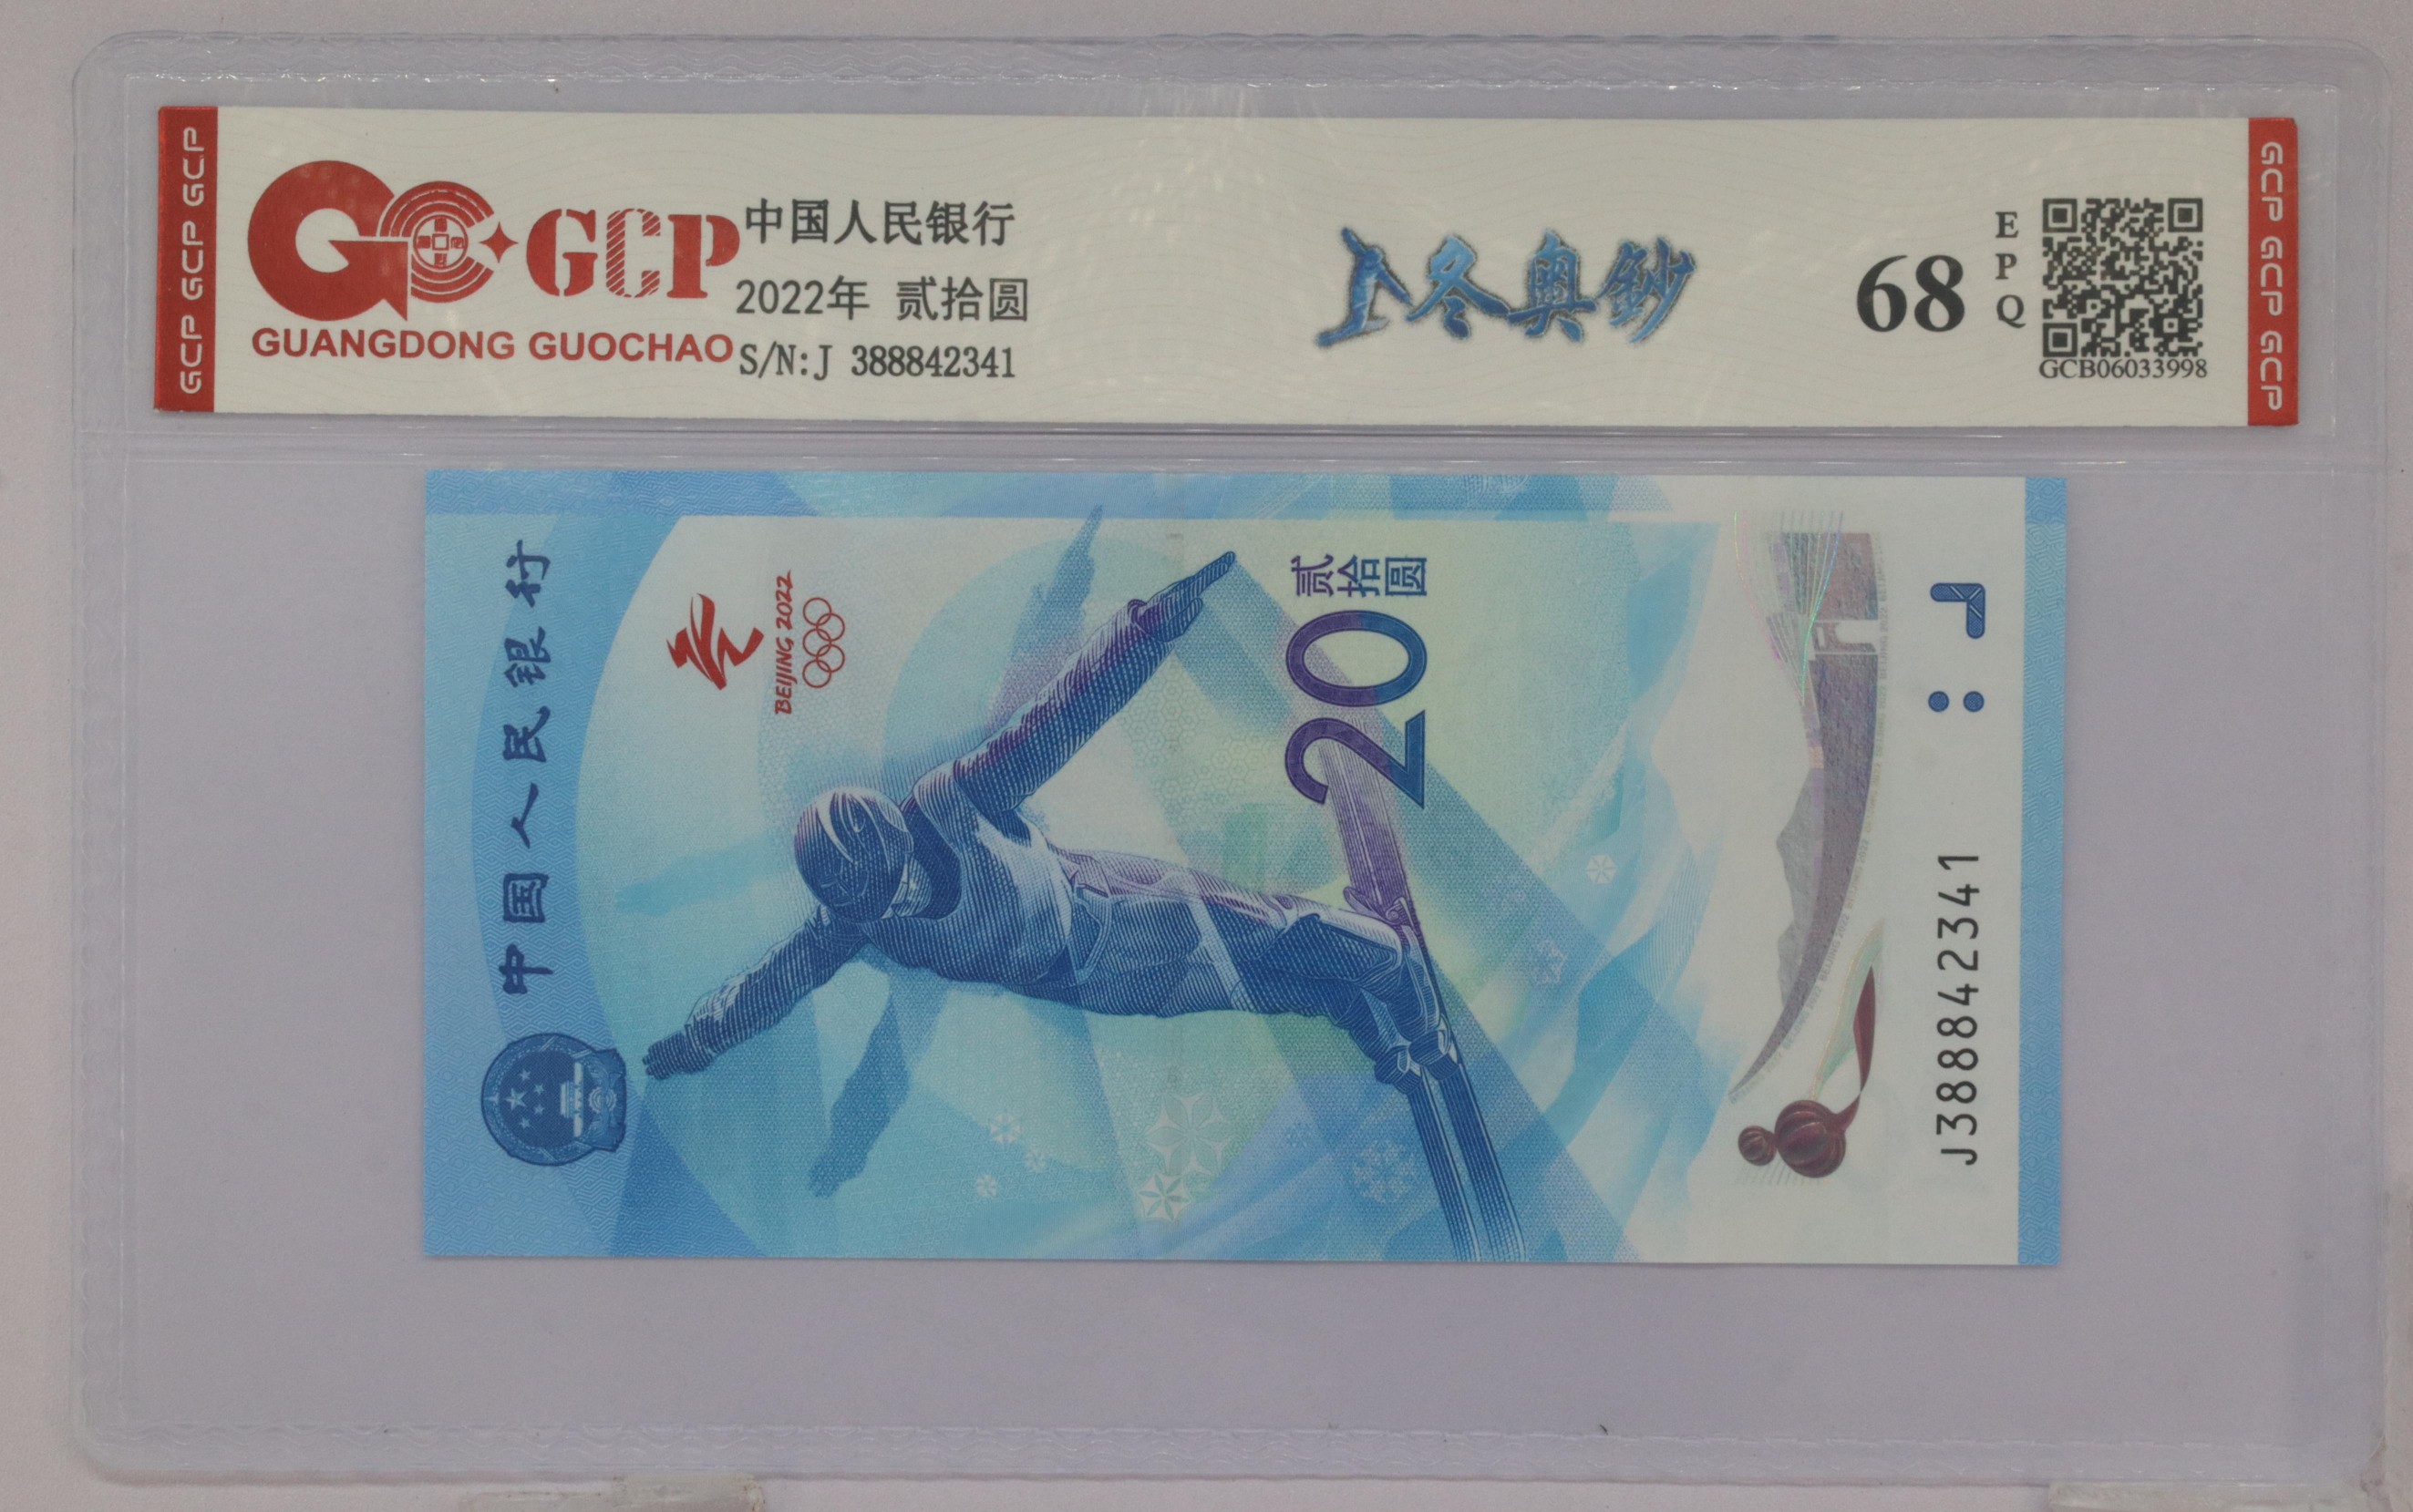 GCP GCP GCP
GCP
GUANGDONG GUOCHAO
中国人民银行
2022年 贰拾圆
S/N:J 388842341
冬奥鈔
68
EPQ
GCB06033998
GCP GCP GCP
中国人民银行
BEIJING 2022
贰拾圆
20
J388842341